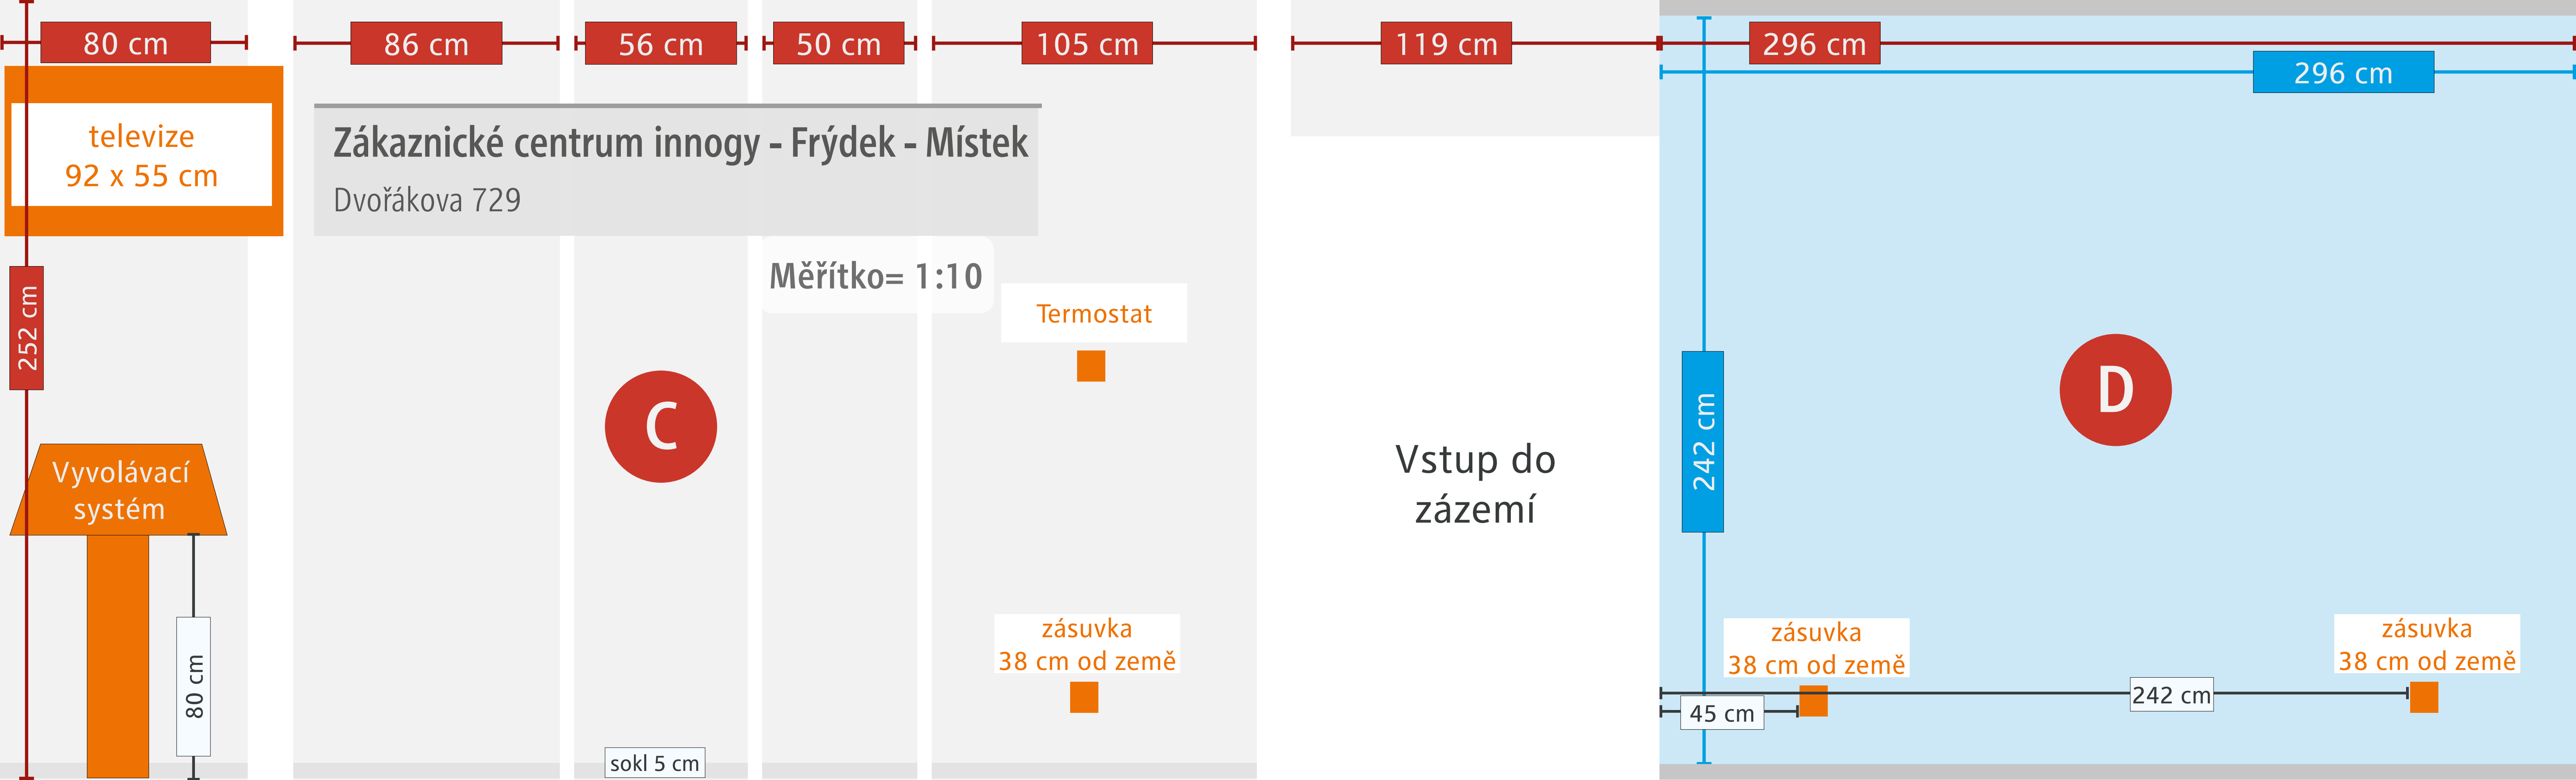 80 cm
86 cm
56 cm
50 cm
105 cm
119 cm
296 cm
296 cm
televize
92 x 55 cm
Zákaznické centrum innogy - Frýdek - Místek
Dvořákova 729
Měřítko= 1:10
252 cm
Termostat
C
D
242 cm
Vyvolávací
systém
Vstup do
zázemí
80 cm
zásuvka
38 cm od země
zásuvka
38 cm od země
zásuvka
38 cm od země
242 cm
45 cm
sokl 5 cm